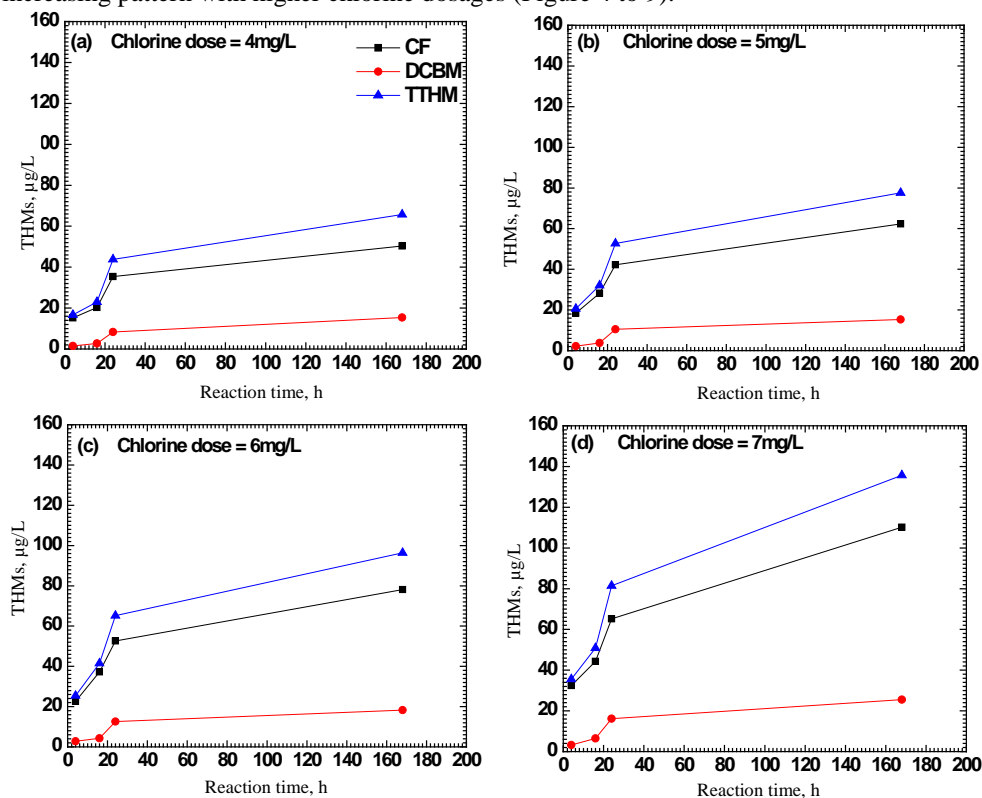 increasing pattern with higher chlorine dosages (Figure 4 to 9).
(a) Chlorine dose = 4mg/L
CF
DCBM
TTHM
160
140
120
00
80
60
40
20
0
THMs, µg/L
0 20 40 60 80 100 120 140 160 180 200
Reaction time, h
(b) Chlorine dose = 5mg/L
160
140
120
100
80
60
40
20
0
THMs, µg/L
0 20 40 60 80 100 120 140 160 180 200
Reaction time, h
(c) Chlorine dose = 6mg/L
160
140
120
100
80
60
40
20
0
THMs, µg/L
0 20 40 60 80 100 120 140 160 180 200
Reaction time, h
(d) Chlorine dose = 7mg/L
160
140
120
100
80
60
40
20
0
THMs, µg/L
0 20 40 60 80 100 120 140 160 180 200
Reaction time, h